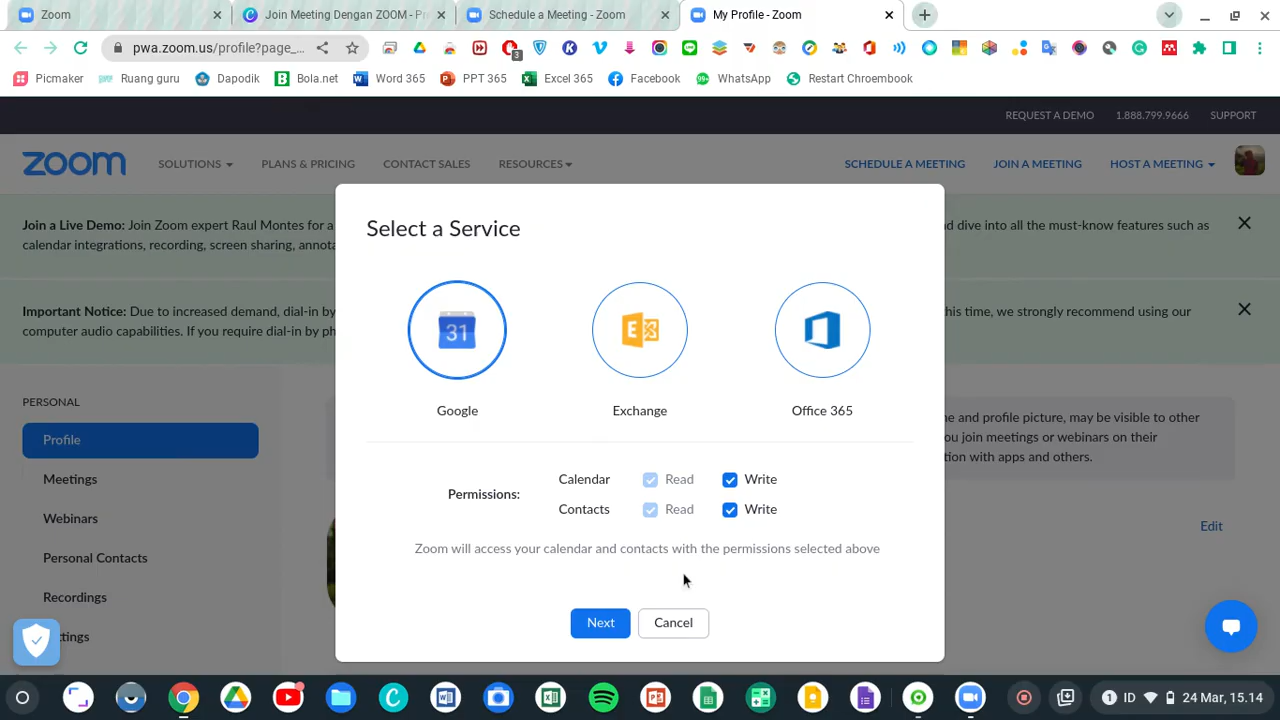 Zoom
Join Meeting Dengan ZOOM - Pr
Schedule a Meeting - Zoom
My Profile - Zoom
pwa.zoom.us/profile?page_...
3
Picmaker
Ruang guru
Dapodik
Bola.net
Word 365
PPT 365
Excel 365
Facebook
WhatsApp
Restart Chroembook
REQUEST A DEMO
1.888.799.9666
SUPPORT
zoom
SOLUTIONS
PLANS & PRICING
CONTACT SALES
RESOURCES
SCHEDULE A MEETING
JOIN A MEETING
HOST A MEETING
Join a Live Demo: Join Zoom expert Raul Montes for a
d dive into all the must-know features such as
calendar integrations, recording, screen sharing, annota
Important Notice: Due to increased demand, dial-in by
this time, we strongly recommend using our
computer audio capabilities. If you require dial-in by ph
Select a Service
31
Google
Exchange
Office 365
Permissions:
Calendar
Read
Write
Contacts
Read
Write
Zoom will access your calendar and contacts with the permissions selected above
Next
Cancel
PERSONAL
Profile
Meetings
Webinars
Personal Contacts
Recordings
ttings
e and profile picture, may be visible to other
ou join meetings or webinars on their
tion with apps and others.
Edit
1 ID
24 Mar, 15.14